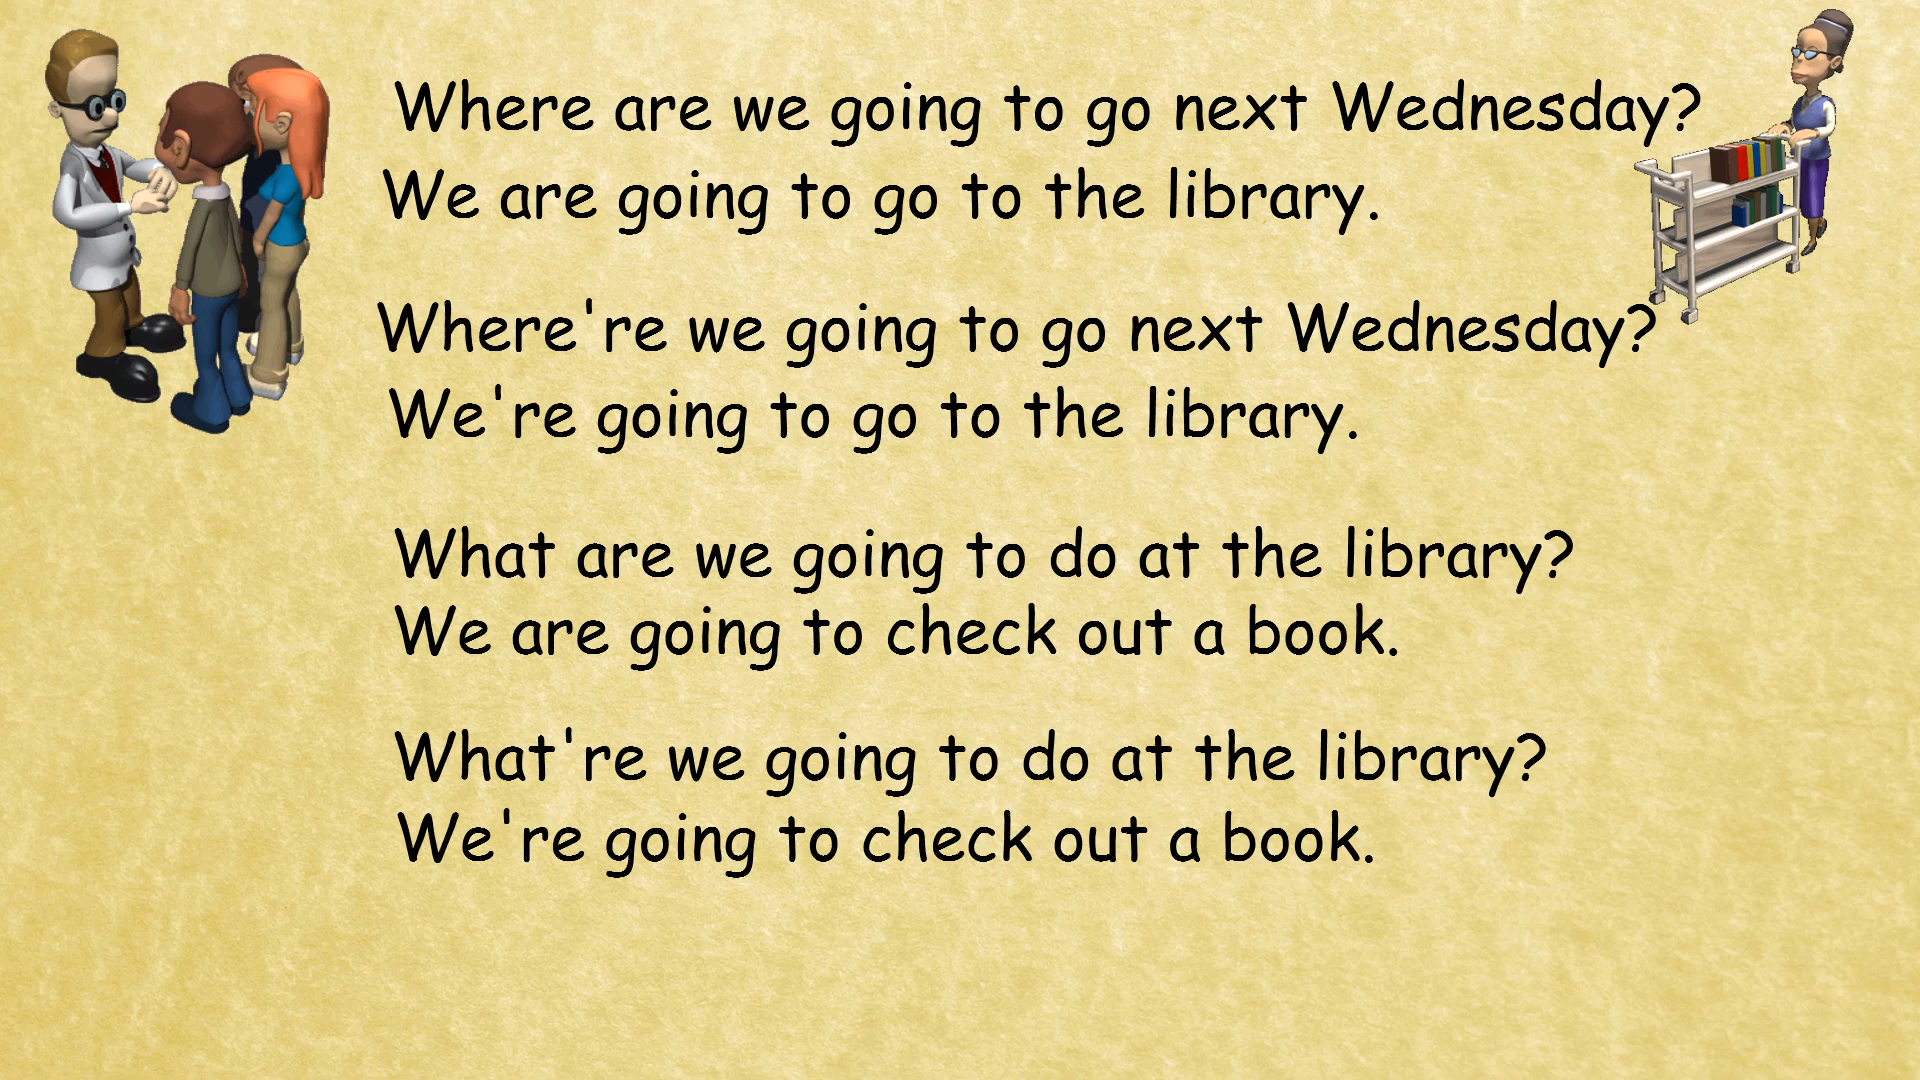 Where are we going to go next Wednesday?
We are going to go to the library.
Where're we going to go next Wednesday?
We're going to go to the library.
What are we going to do at the library?
We are going to check out a book.
What're we going to do at the library?
We're going to check out a book.